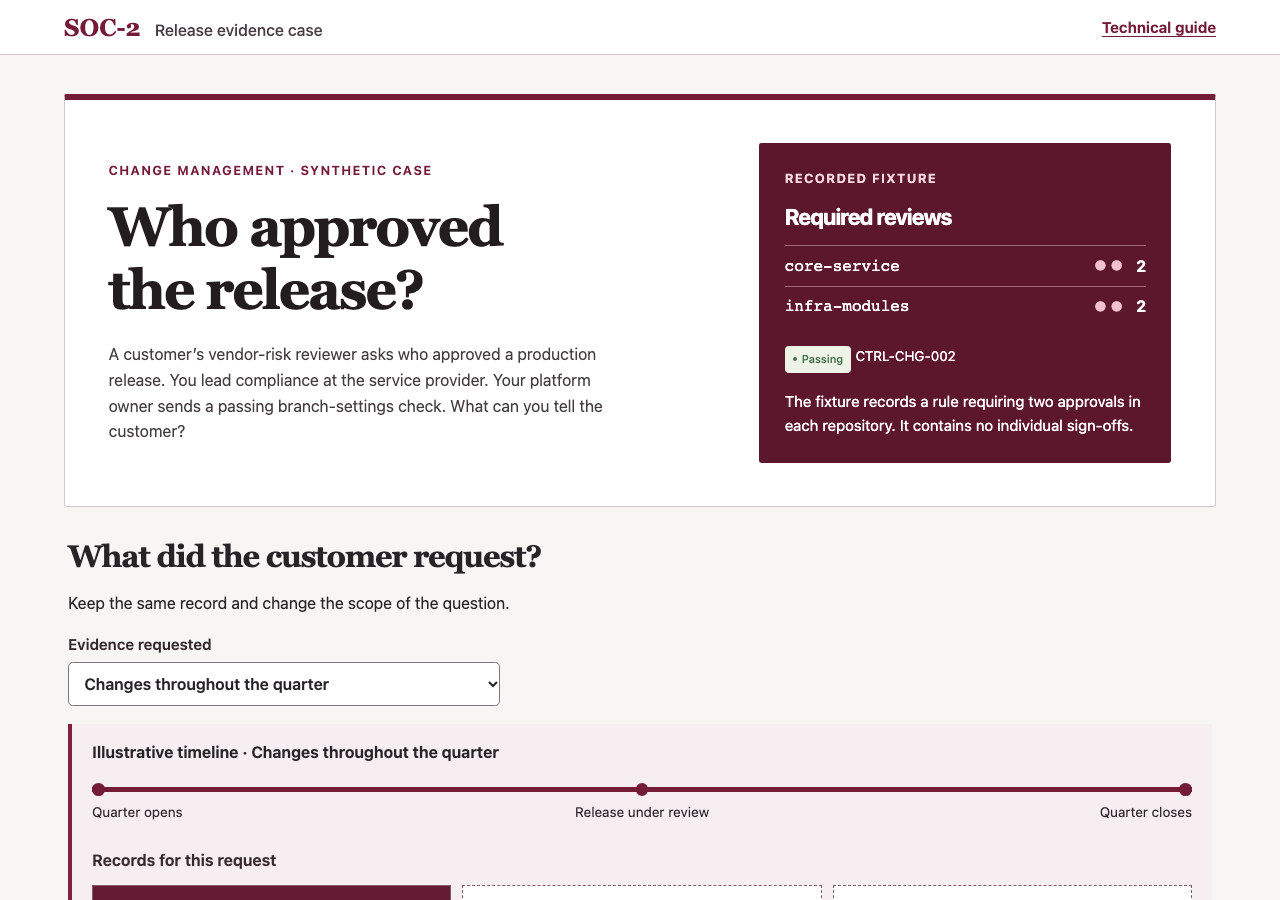 SOC-2 Release evidence case
Technical guide
CHANGE MANAGEMENT · SYNTHETIC CASE
Who approved
the release?
A customer’s vendor-risk reviewer asks who approved a production
release. You lead compliance at the service provider. Your platform
owner sends a passing branch-settings check. What can you tell the
customer?
RECORDED FIXTURE
Required reviews
core-service 2
infra-modules 2
• Passing CTRL-CHG-002
The fixture records a rule requiring two approvals in
each repository. It contains no individual sign-offs.
What did the customer request?
Keep the same record and change the scope of the question.
Evidence requested
Changes throughout the quarter
Illustrative timeline · Changes throughout the quarter
Quarter opens
Release under review
Quarter closes
Records for this request